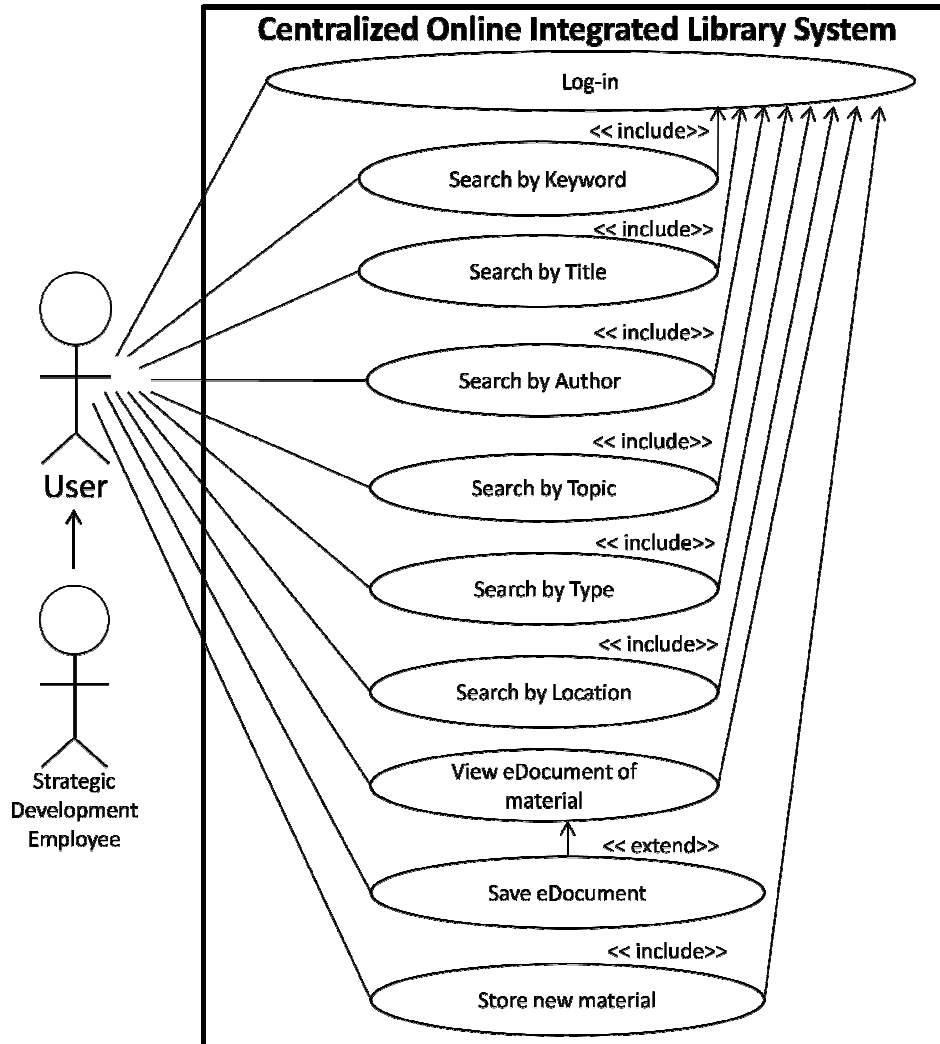 Centralized Online Integrated Library System
Log-in
<< include>>
Search by Keyword
<< include>>
Search by Title
<< include>>
Search by Author
<< include>>
Search by Topic
<< include>>
Search by Type
<< include>>
Search by Location
View eDocument of
material
<< extend>>
Save eDocument
<< include>>
Store new material
User
Strategic
Development
Employee